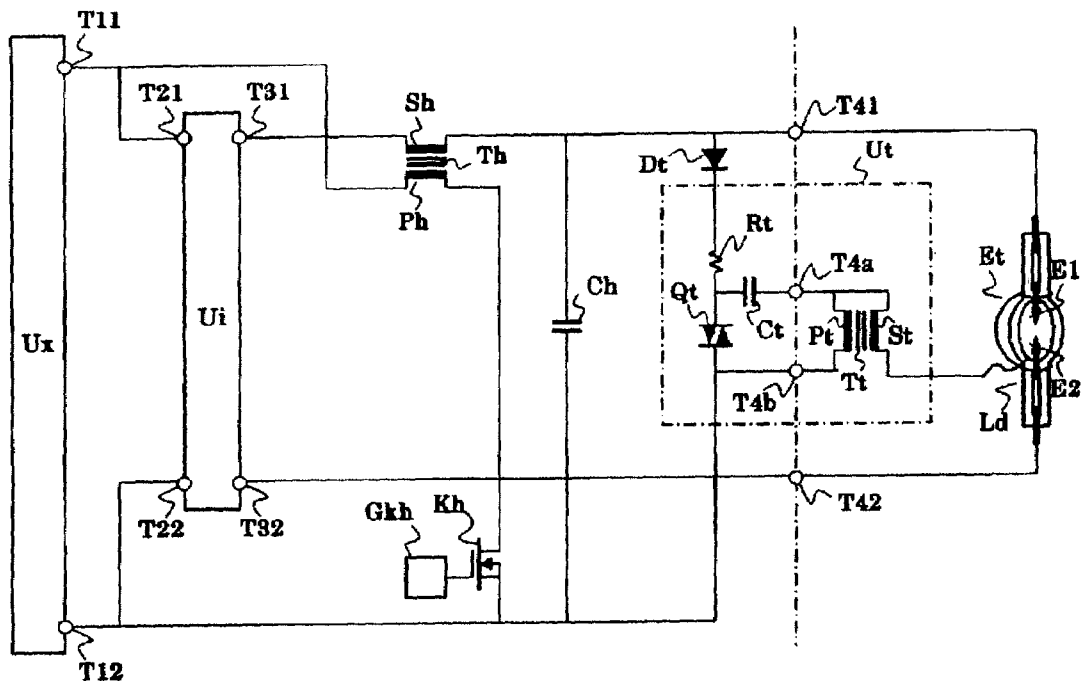 T11
T21
T31
Sh
Th
Ph
T41
Dt
Ut
Rt
T4a
Et
E1
Qt
Ch
Ct
Pt
St
Ux
Ui
Tt
E2
T4b
Ld
T22
T32
Gkh
Kh
T42
T12